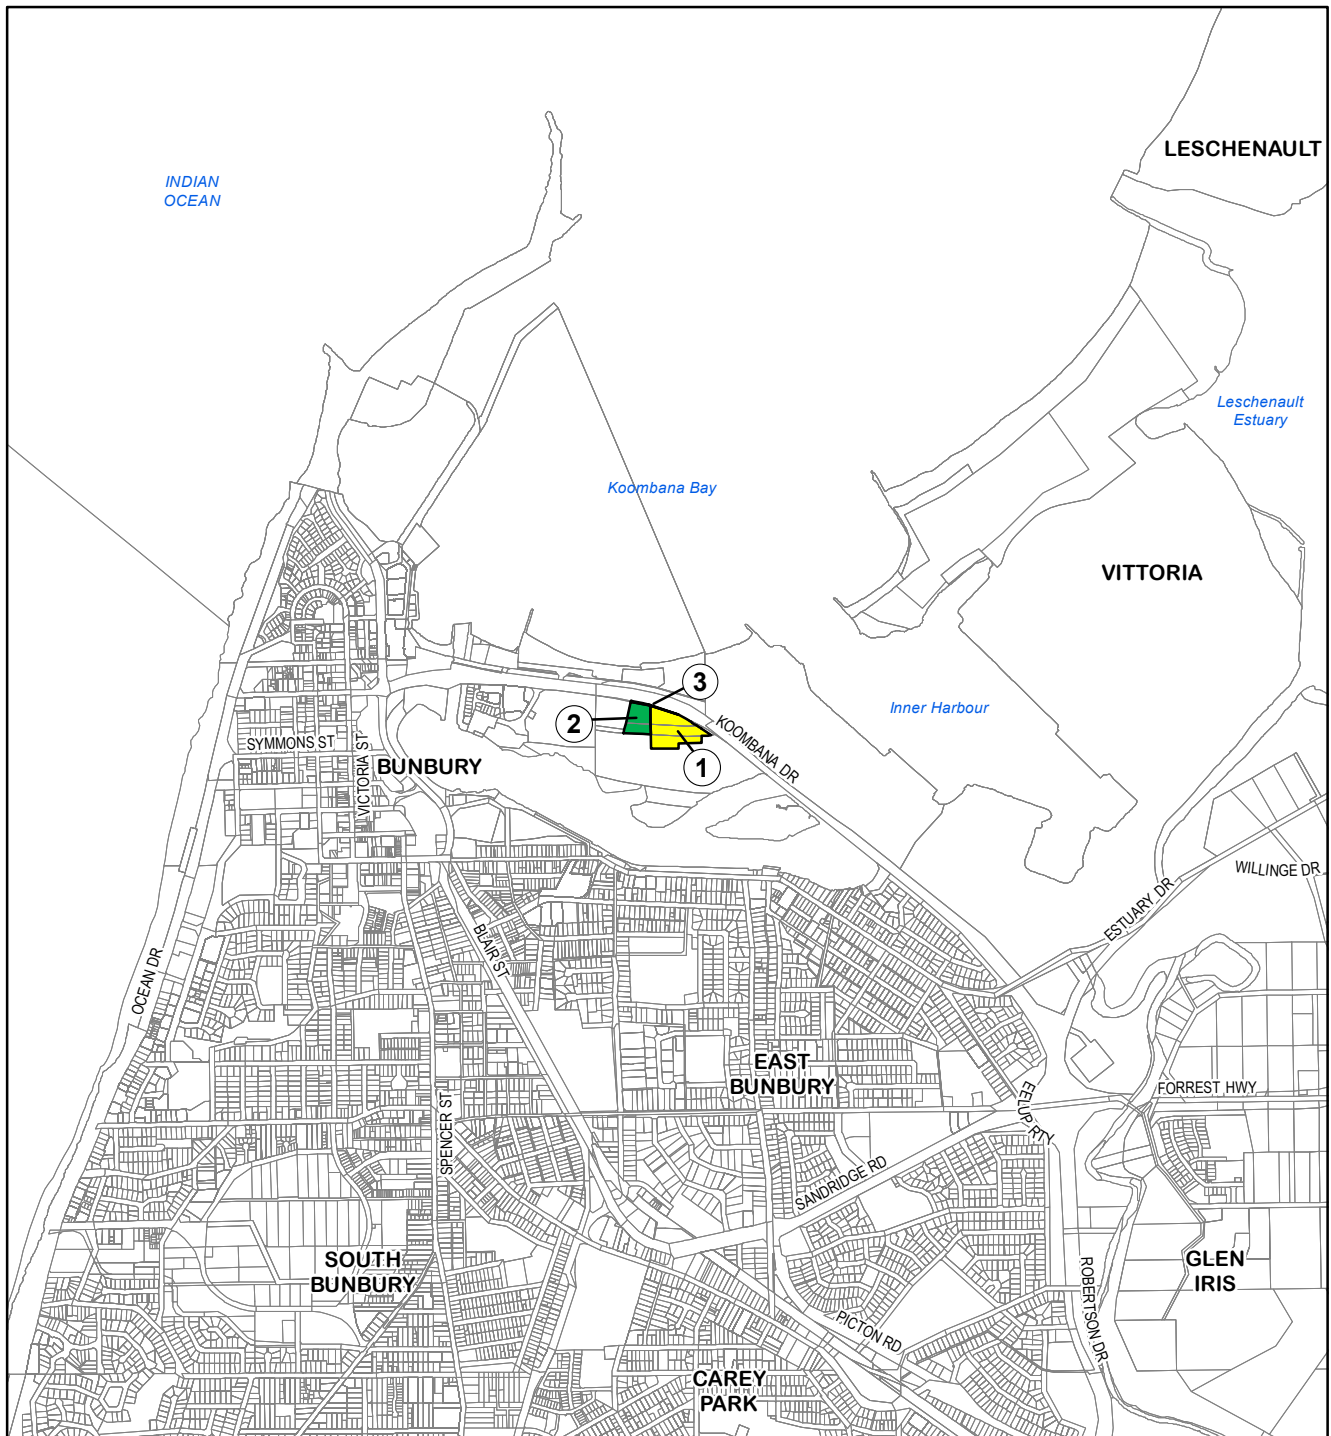 LESCHENAULT
INDIAN
OCEAN
Leschenault
Estuary
Koombana Bay
VITTORIA
3
2
Inner Harbour
KOOMBANA DR
SYMMONS ST
VICTORIA ST
BUNBURY
1
WILLINGE DR
ESTUARY DR
BLAIR ST
OCEAN DR
EAST
BUNBURY
FORREST HWY
EELUP RTY
SPENCER ST
SANDRIDGE RD
SOUTH
BUNBURY
GLEN
IRIS
ROBERTSON DR
PICTON RD
CAREY
PARK